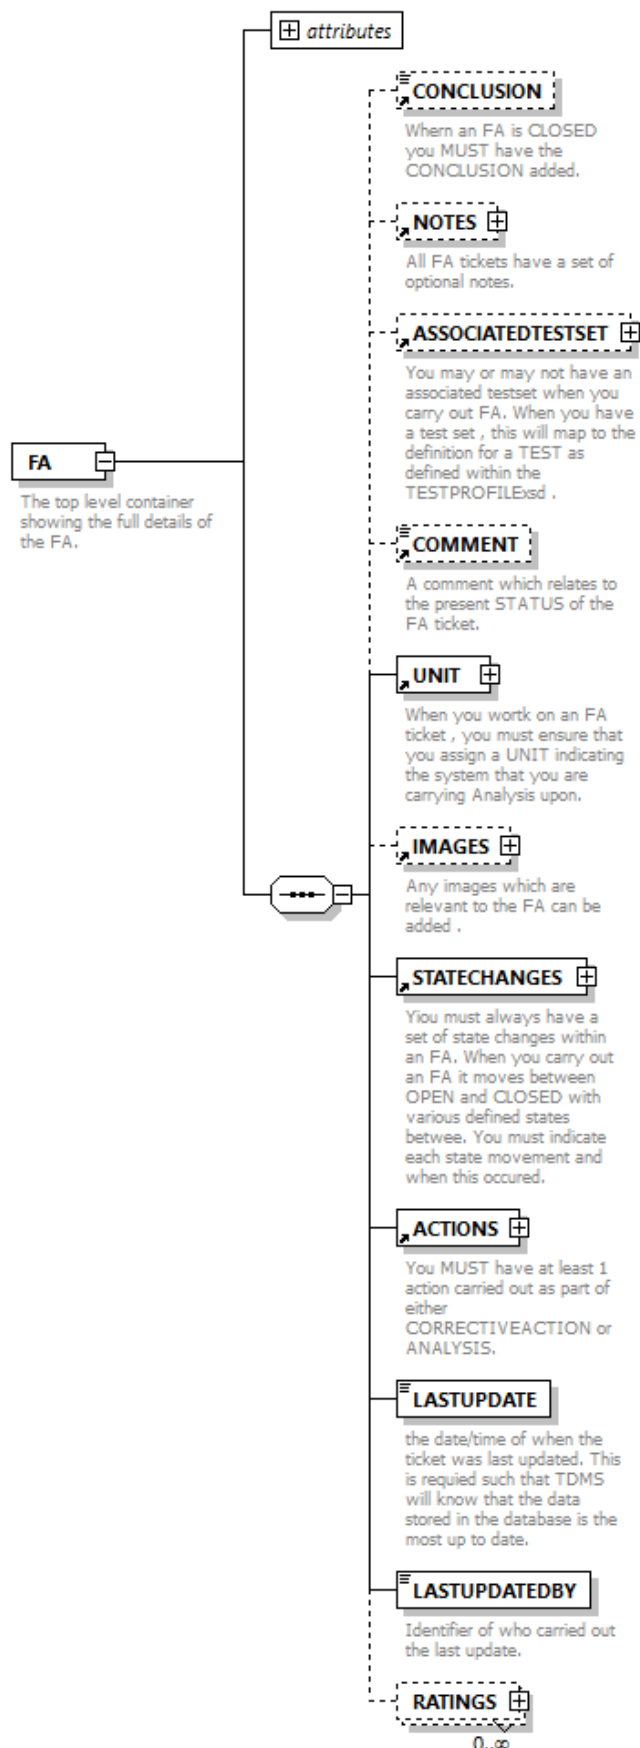 attributes
CONCLUSION
Whern an FA is CLOSED
you MUST have the
CONCLUSION added.
NOTES
All FA tickets have a set of
optional notes.
ASSOCIATEDTESTSET
You may or may not have an
associated testset when you
carry out FA. When you have
a test set , this will map to the
definition for a TEST as
defined within the
TESTPROFILExsd .
FA
The top level container
showing the full details of
the FA.
COMMENT
A comment which relates to
the present STATUS of the
FA ticket.
UNIT
When you wortk on an FA
ticket , you must ensure that
you assign a UNIT indicating
the system that you are
carrying Analysis upon.
IMAGES
Any images which are
relevant to the FA can be
added .
STATECHANGES
Yiou must always have a
set of state changes within
an FA. When you carry out
an FA it moves between
OPEN and CLOSED with
various defined states
betwee. You must indicate
each state movement and
when this occured.
ACTIONS
You MUST have at least 1
action carried out as part of
either
CORRECTIVEACTION or
ANALYSIS.
LASTUPDATE
the date/time of when the
ticket was last updated. This
is requied such that TDMS
will know that the data
stored in the database is the
most up to date.
LASTUPDATEDBY
Identifier of who carried out
the last update.
RATINGS
0..∞